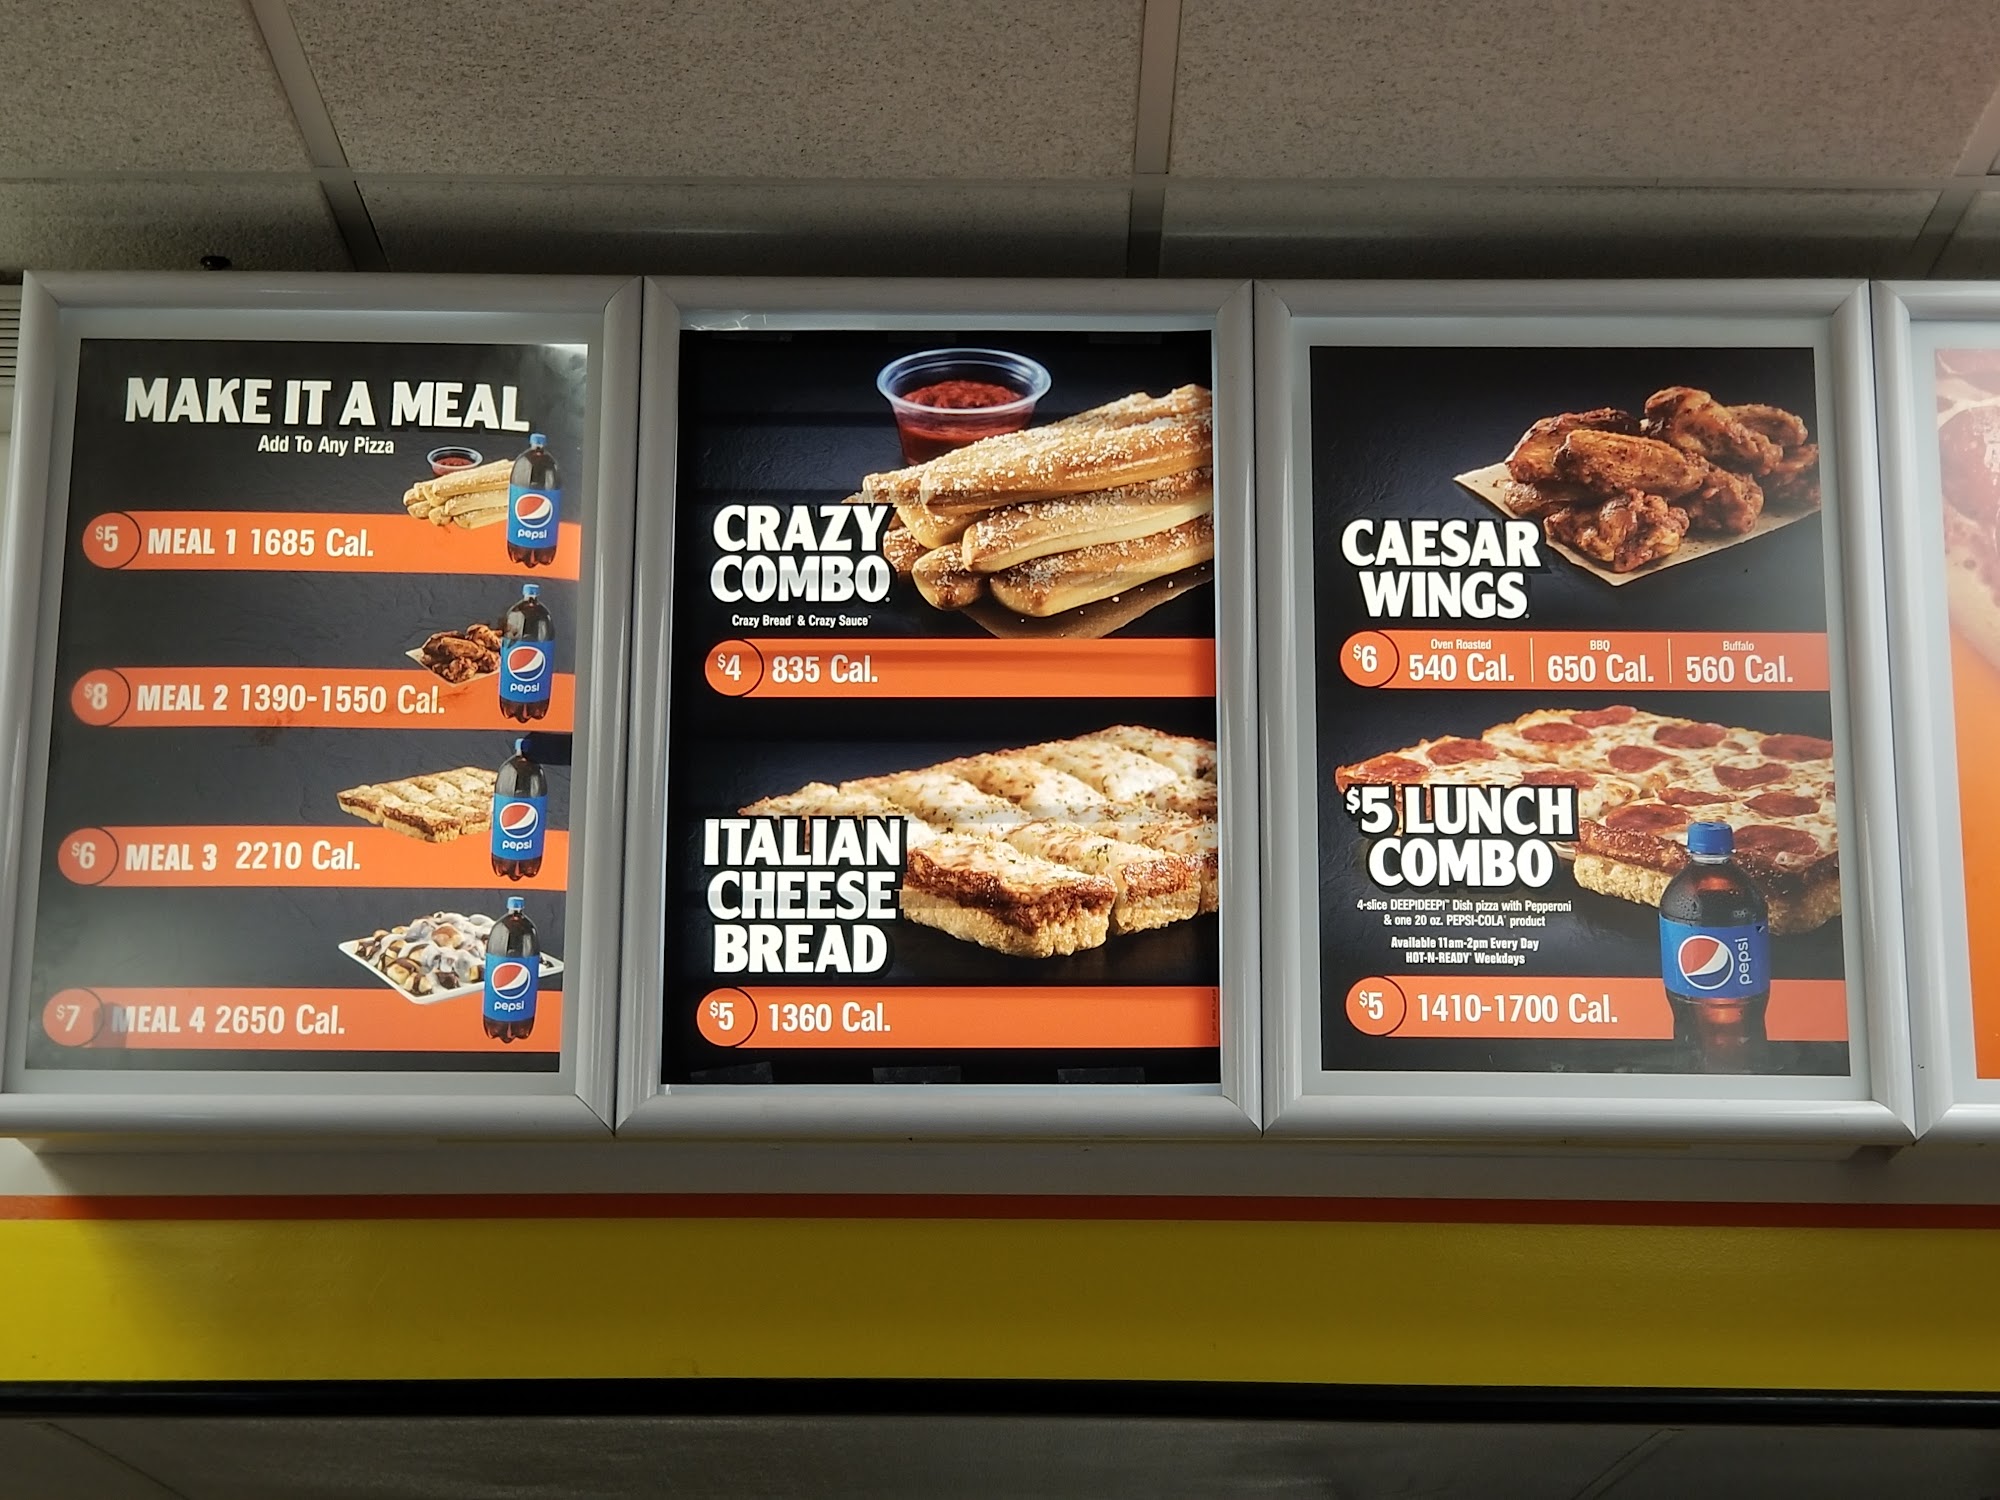 MAKE IT A MEAL
Add To Any Pizza
pepsi
$5 MEAL 1 1685 Cal.
pepsi
$8 MEAL 2 1390-1550 Cal.
pepsi
$6 MEAL 3 2210 Cal.
pepsi
$7 MEAL 4 2650 Cal.
CRAZY
COMBO
Crazy Bread & Crazy Sauce
$4 835 Cal.
ITALIAN
CHEESE
BREAD
$5 1360 Cal.
CAESAR
WINGS
$6 Oven Roasted 540 Cal. BBQ 650 Cal. Buffalo 560 Cal.
$5 LUNCH
COMBO
4-slice DEEP!DEEP!™ Dish pizza with Pepperoni
& one 20 oz. PEPSI-COLA product
Available 11am-2pm Every Day
HOT-N-READY Weekdays
pepsi
$5 1410-1700 Cal.